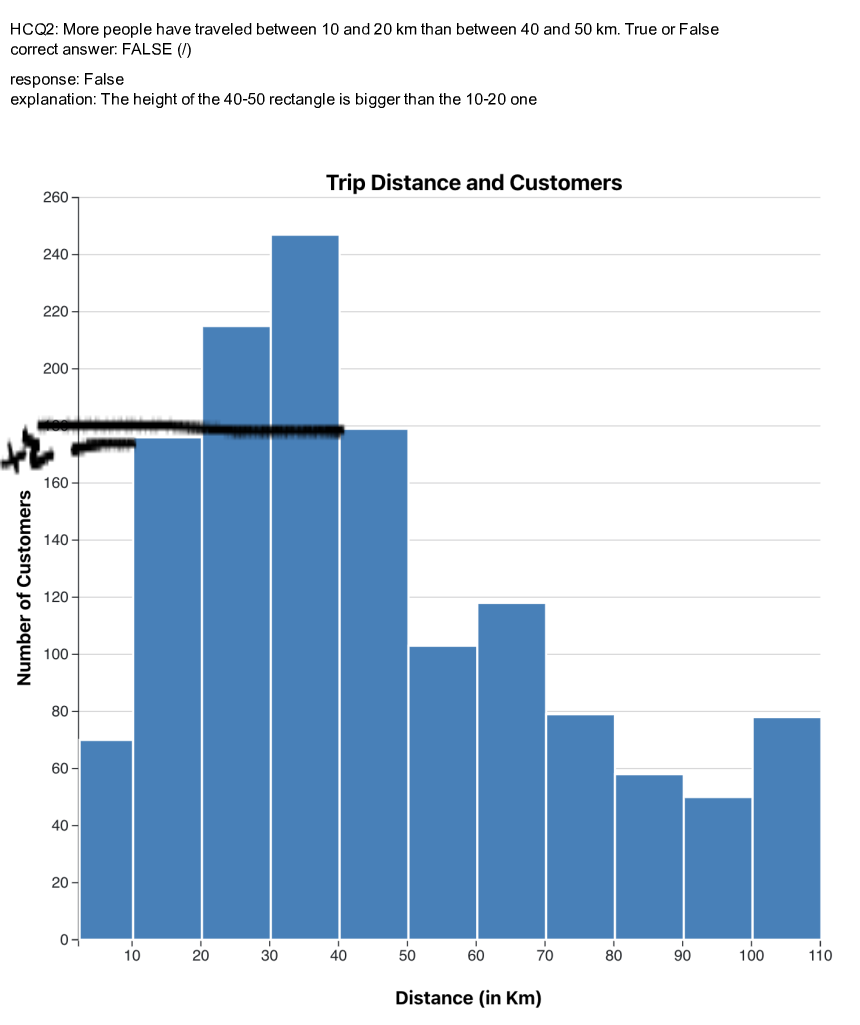 HCQ2: More people have traveled between 10 and 20 km than between 40 and 50 km. True or False
correct answer: FALSE (/)
response: False
explanation: The height of the 40-50 rectangle is bigger than the 10-20 one
Trip Distance and Customers
260
240
220
200
180
160
140
120
100
80
60
40
20
0
Number of Customers
10 20 30 40 50 60 70 80 90 100 110
Distance (in Km)